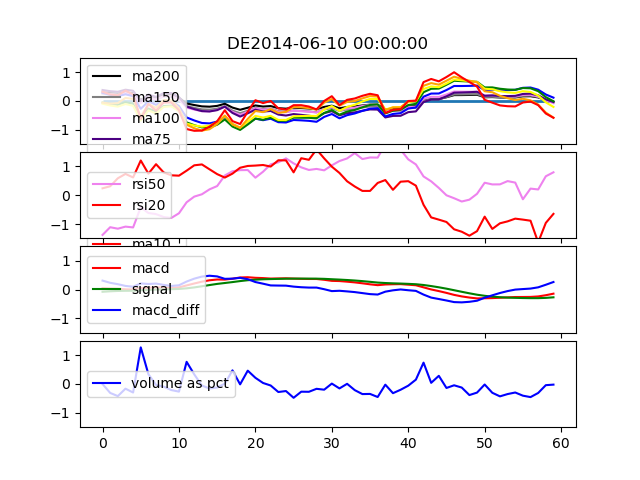 DE2014-06-10 00:00:00
1
0
−1
ma200
ma150
ma100
ma75
1
0
−1
rsi50
rsi20
ma10
1
0
−1
macd
signal
macd_diff
1
0
−1
volume as pct
0 10 20 30 40 50 60